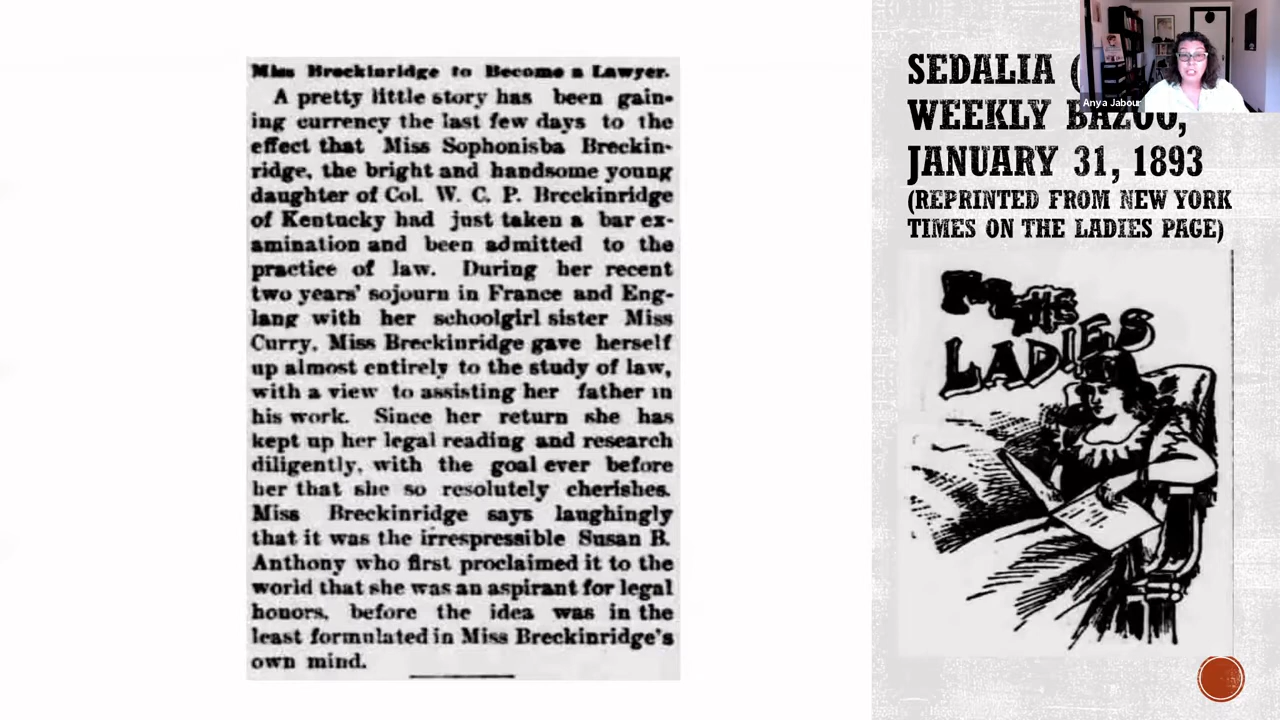 Miss Breckinridge to Become a Lawyer.
A pretty little story has been gain-
ing currency the last few days to the
effect that Miss Sophonisba Breckin-
ridge, the bright and handsome young
daughter of Col. W. C. P. Breckinridge
of Kentucky had just taken a bar ex-
amination and been admitted to the
practice of law. During her recent
two years' sojourn in France and Eng-
lang with her schoolgirl sister Miss
Curry, Miss Breckinridge gave herself
up almost entirely to the study of law,
with a view to assisting her father in
his work. Since her return she has
kept up her legal reading and research
diligently, with the goal ever before
her that she so resolutely cherishes.
Miss Breckinridge says laughingly
that it was the irrespressible Susan B.
Anthony who first proclaimed it to the
world that she was an aspirant for legal
honors, before the idea was in the
least formulated in Miss Breckinridge's
own mind.
SEDALIA (
WEEKLY BAZOO,
JANUARY 31, 1893
(REPRINTED FROM NEW YORK
TIMES ON THE LADIES PAGE)
Anya Jabour
LADIES